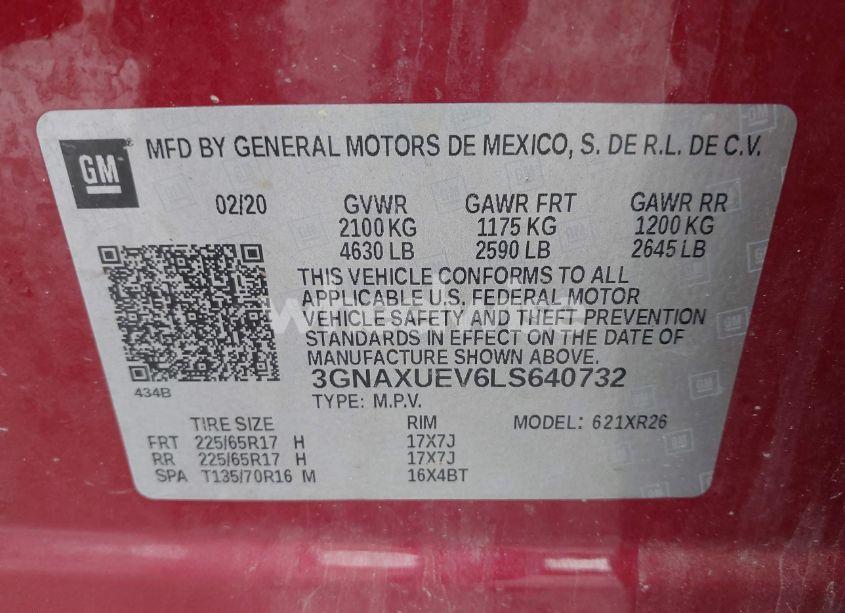 GM
MFD BY GENERAL MOTORS DE MEXICO, S. DE R.L. DE C.V.
02/20 GVWR GAWR FRT GAWR RR
2100 KG 1175 KG 1200 KG
4630 LB 2590 LB 2645 LB
THIS VEHICLE CONFORMS TO ALL
APPLICABLE U.S. FEDERAL MOTOR
VEHICLE SAFETY AND THEFT PREVENTION
STANDARDS IN EFFECT ON THE DATE OF
MANUFACTURE SHOWN ABOVE.
3GNAXUEV6LS640732
434B
TYPE: M.P.V.
TIRE SIZE RIM MODEL: 621XR26
FRT 225/65R17 H 17X7J
RR 225/65R17 H 17X7J
SPA T135/70R16 M 16X4BT